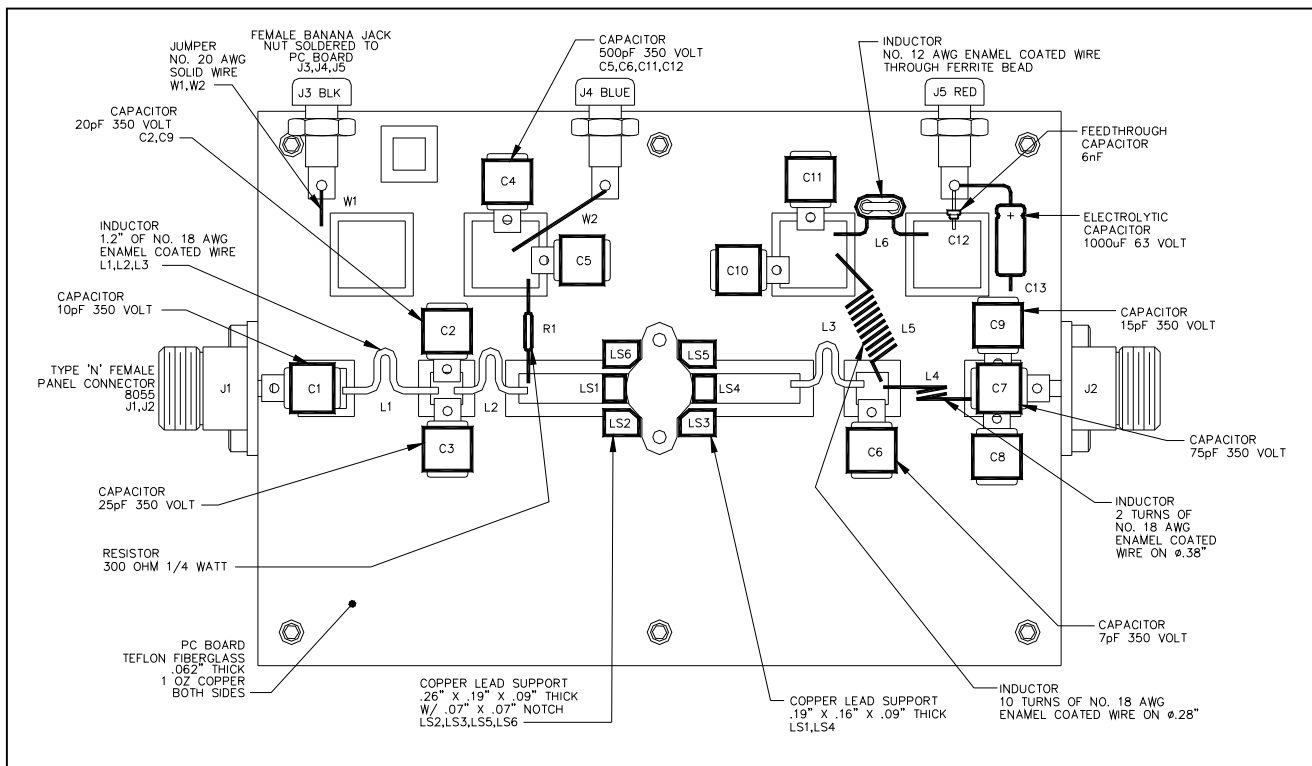 JUMPER
NO. 20 AWG
SOLID WIRE
W1,W2
FEMALE BANANA JACK
NUT SOLDERED TO
PC BOARD
J3,J4,J5
CAPACITOR
500pF 350 VOLT
C5,C6,C11,C12
INDUCTOR
NO. 12 AWG ENAMEL COATED WIRE
THROUGH FERRITE BEAD
J3 BLK
J4 BLUE
J5 RED
CAPACITOR
20pF 350 VOLT
C2,C9
FEEDTHROUGH
CAPACITOR
6nF
C4
C11
W1
W2
INDUCTOR
1.2" OF NO. 18 AWG
ENAMEL COATED WIRE
L1,L2,L3
+
ELECTROLYTIC
CAPACITOR
1000uF 63 VOLT
C5
C10
L6
C12
C13
CAPACITOR
10pF 350 VOLT
C2
R1
L3
L5
C9
CAPACITOR
15pF 350 VOLT
LS6
LS5
TYPE 'N' FEMALE
PANEL CONNECTOR
8055
J1,J2
J1
C1
L1
L2
LS1
LS4
L4
C7
J2
LS2
LS3
C3
C6
C8
CAPACITOR
75pF 350 VOLT
CAPACITOR
25pF 350 VOLT
INDUCTOR
2 TURNS OF
NO. 18 AWG
ENAMEL COATED
WIRE ON ø.38"
RESISTOR
300 OHM 1/4 WATT
CAPACITOR
7pF 350 VOLT
PC BOARD
TEFLON FIBERGLASS
.062" THICK
1 OZ COPPER
BOTH SIDES
COPPER LEAD SUPPORT
.26" X .19" X .09" THICK
W/ .07" X .07" NOTCH
LS2,LS3,LS5,LS6
COPPER LEAD SUPPORT
.19" X .16" X .09" THICK
LS1,LS4
INDUCTOR
10 TURNS OF NO. 18 AWG
ENAMEL COATED WIRE ON ø.28"